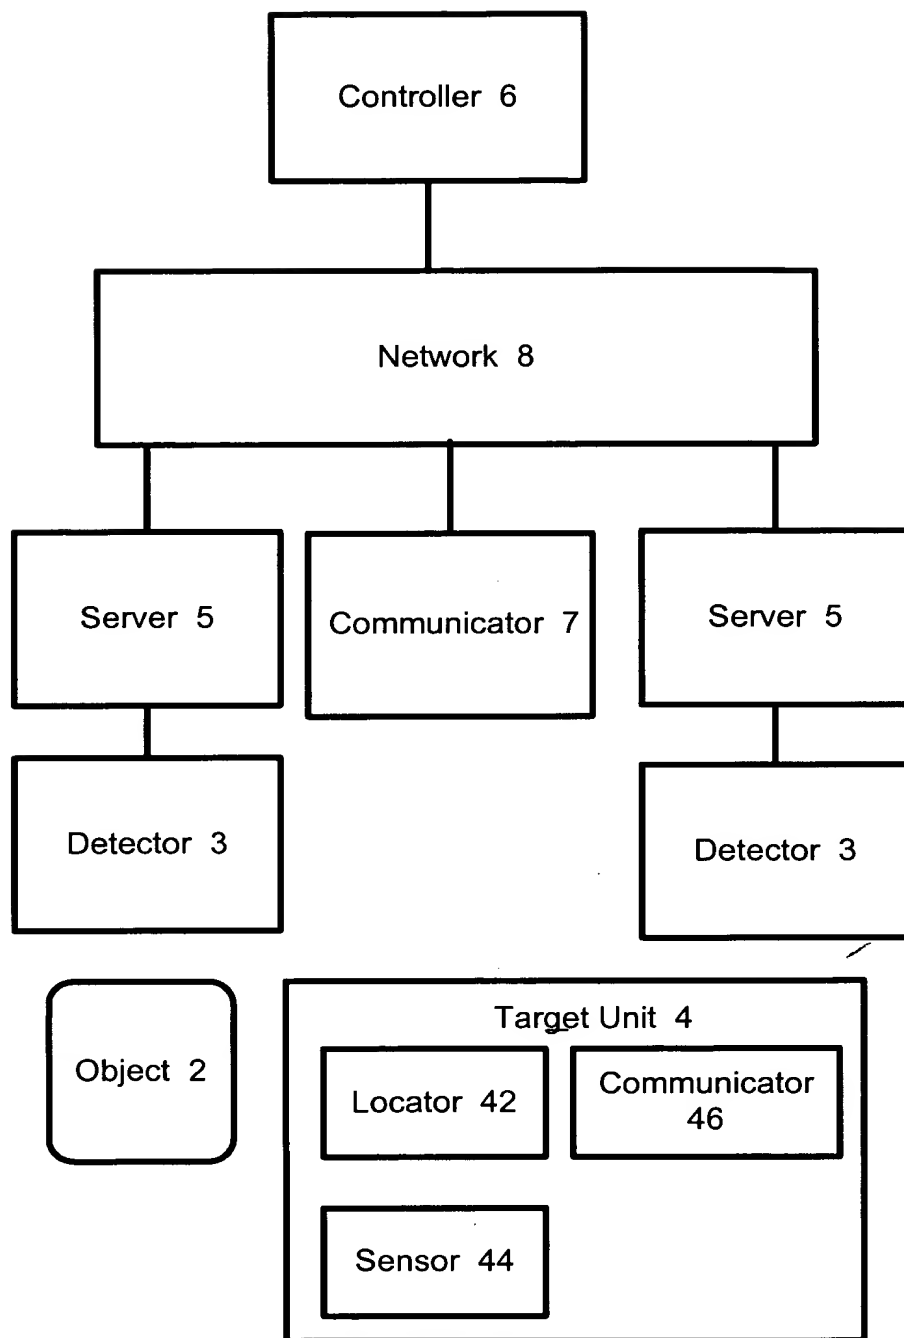 Controller 6
Network 8
Server 5
Communicator 7
Server 5
Detector 3
Detector 3
Object 2
Target Unit 4
Locator 42
Communicator
46
Sensor 44